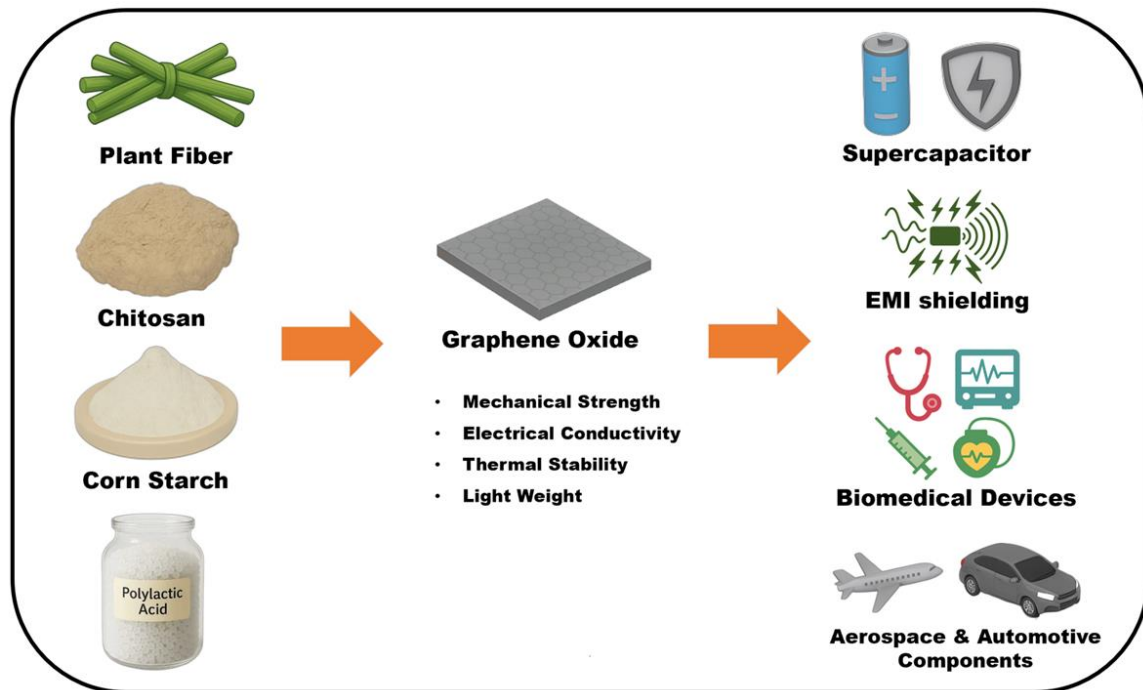 Plant Fiber
Chitosan
Corn Starch
Polylactic
Acid
Graphene Oxide
• Mechanical Strength
• Electrical Conductivity
• Thermal Stability
• Light Weight
Supercapacitor
EMI shielding
Biomedical Devices
Aerospace & Automotive
Components